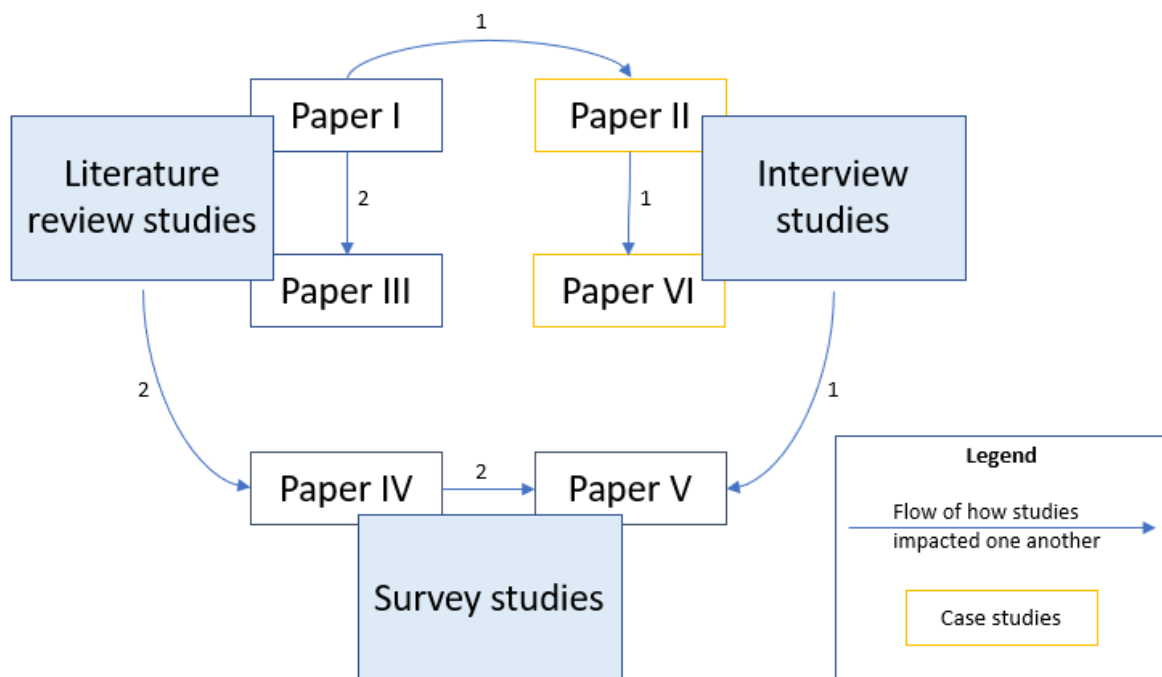 1
Paper I
Paper II
Literature
review studies
Interview
studies
2
1
Paper III
Paper VI
2
1
Paper IV
2
Paper V
Survey studies
Legend
Flow of how studies
impacted one another
Case studies